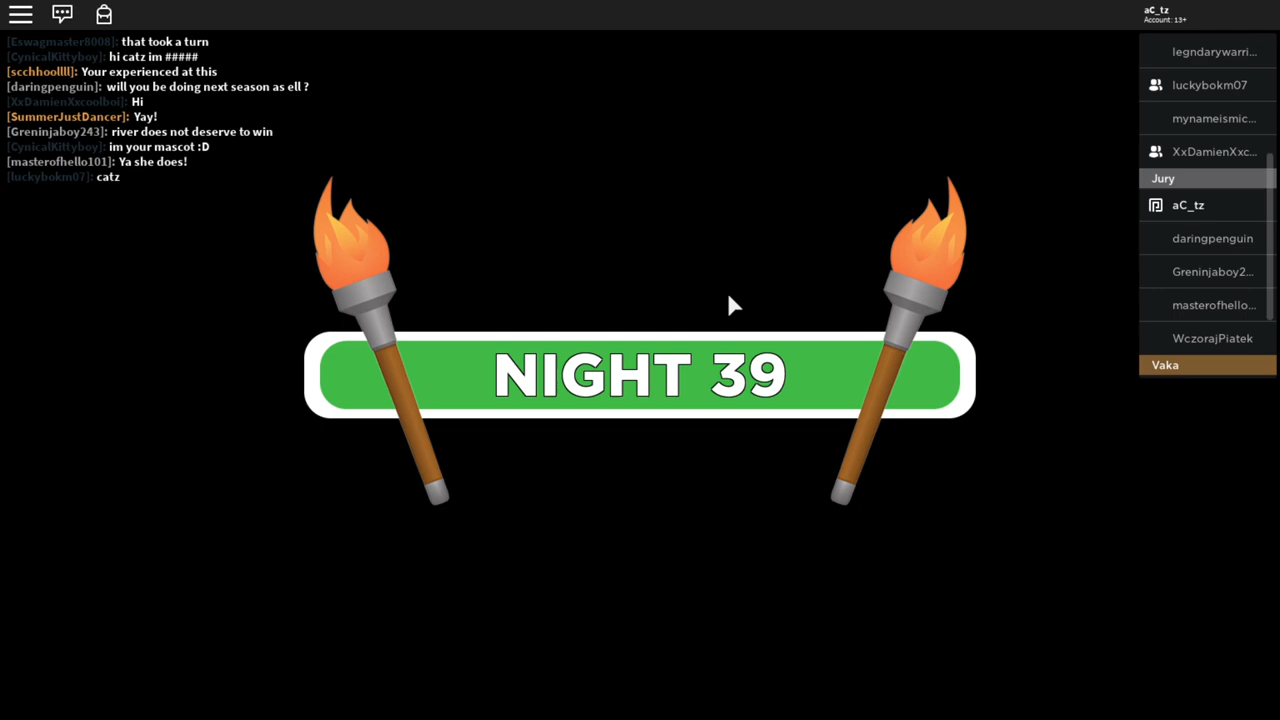 aC_tz
Account: 13+
[Eswagmaster8008]: that took a turn
[CynicalKittyboy]: hi catz im #####
[scchhoollll]: Your experienced at this
[daringpenguin]: will you be doing next season as ell ?
[XxDamienXxcoolboi]: Hi
[SummerJustDancer]: Yay!
[Greninjaboy243]: river does not deserve to win
[CynicalKittyboy]: im your mascot :D
[masterofhello101]: Ya she does!
[luckybokm07]: catz
legndarywarri...
luckybokm07
mynameismic...
XxDamienXxc...
Jury
aC_tz
daringpenguin
Greninjaboy2...
masterofhello...
WczorajPiatek
Vaka
NIGHT 39